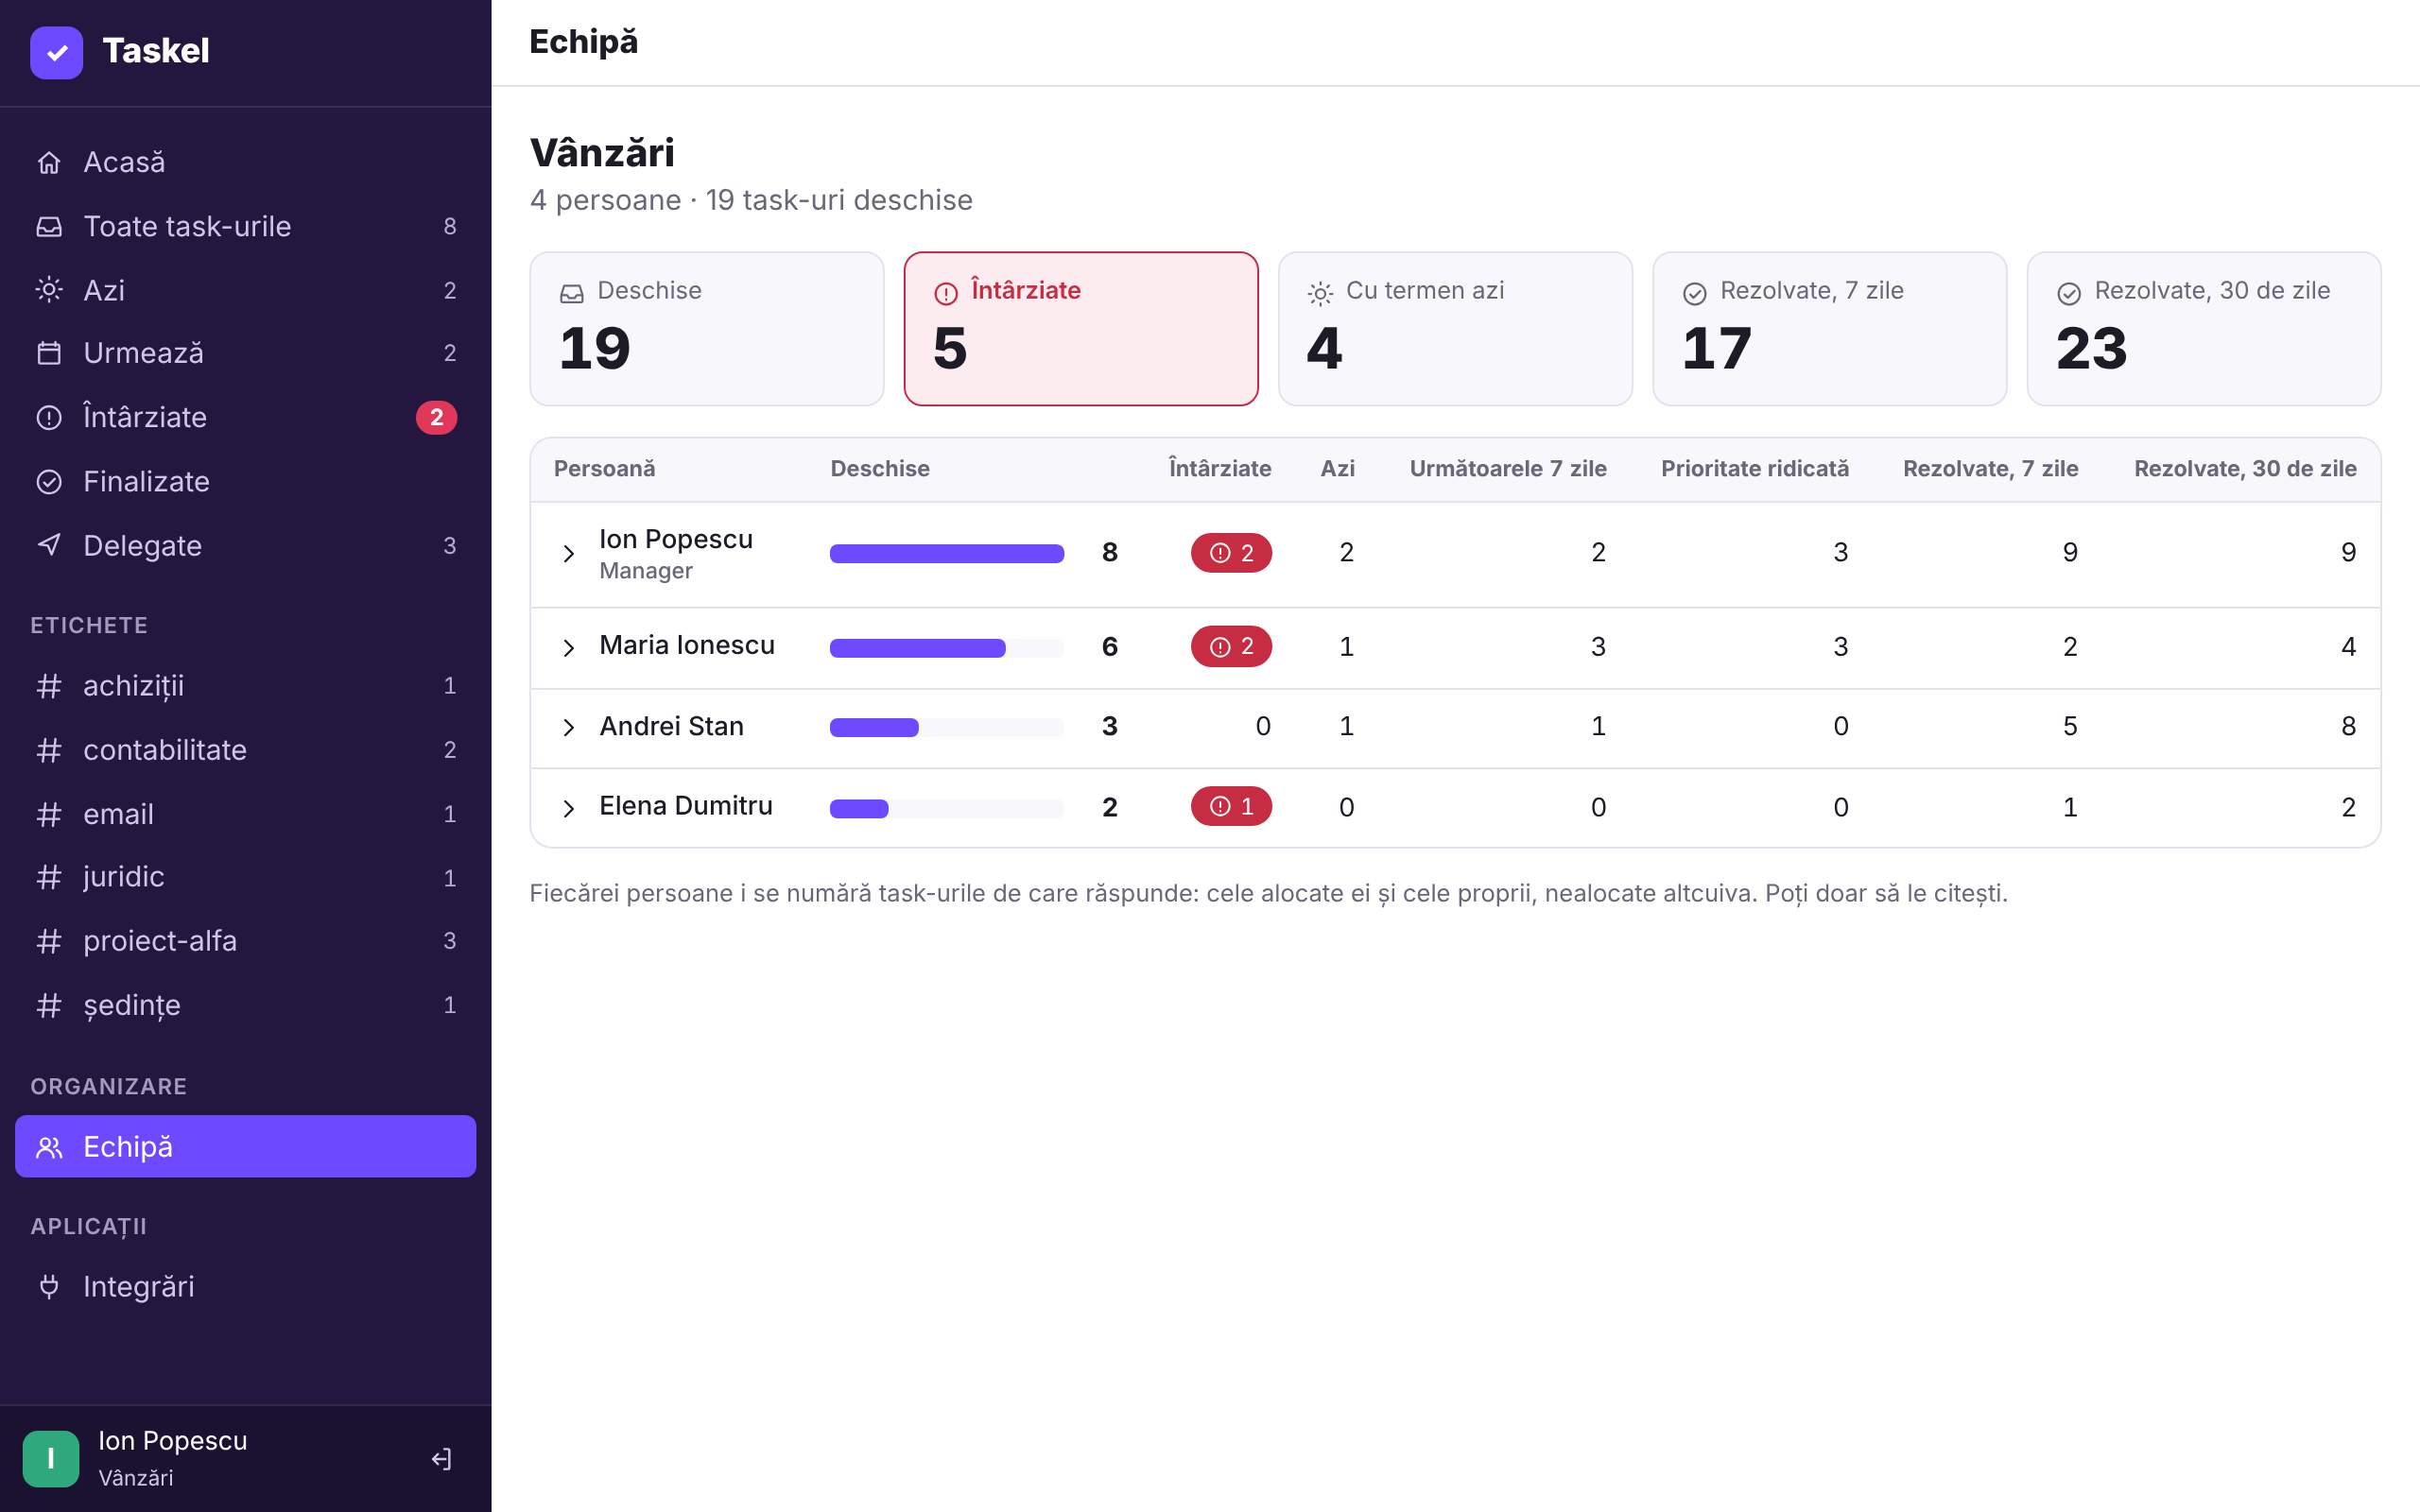 Taskel
Acasă
Toate task-urile 8
Azi 2
Urmează 2
Întârziate 2
Finalizate
Delegate 3
ETICHETE
achiziții 1
contabilitate 2
email 1
juridic 1
proiect-alfa 3
ședințe 1
ORGANIZARE
Echipă
APLICAȚII
Integrări
I
Ion Popescu
Vânzări
Echipă
Vânzări
4 persoane · 19 task-uri deschise
Deschise
19
Întârziate
5
Cu termen azi
4
Rezolvate, 7 zile
17
Rezolvate, 30 de zile
23
Persoană Deschise Întârziate Azi Următoarele 7 zile Prioritate ridicată Rezolvate, 7 zile Rezolvate, 30 de zile
Ion Popescu 8 2 2 2 3 9 9
Manager
Maria Ionescu 6 2 1 3 3 2 4
Andrei Stan 3 0 1 1 0 5 8
Elena Dumitru 2 1 0 0 0 1 2
Fiecărei persoane i se numără task-urile de care răspunde: cele alocate ei și cele proprii, nealocate altcuiva. Poți doar să le citești.